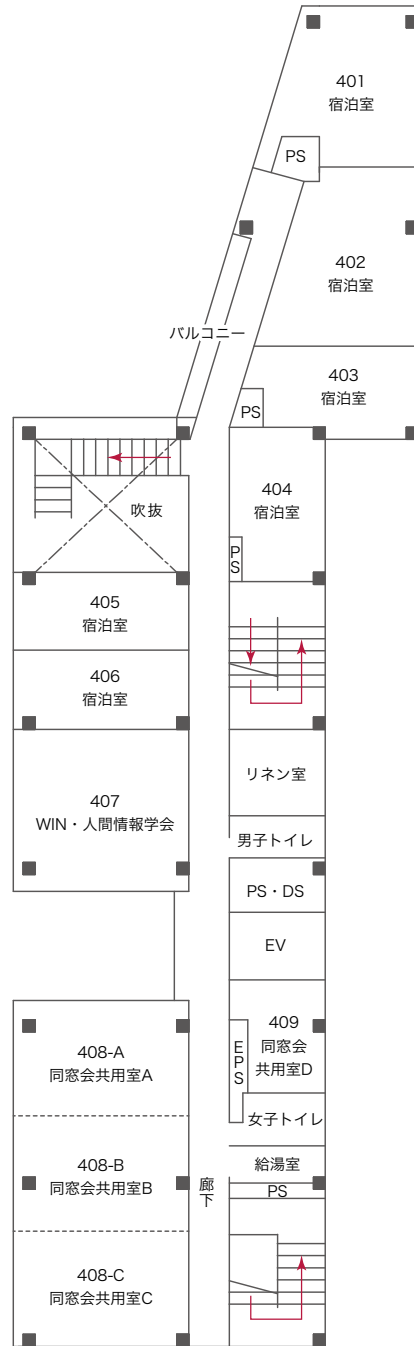 401
宿泊室
PS
402
宿泊室
バルコニー
403
宿泊室
PS
404
宿泊室
吹抜
PS
405
宿泊室
406
宿泊室
リネン室
407
WIN・人間情報学会
男子トイレ
PS・DS
EV
409
同窓会
共用室D
EPS
408-A
同窓会共用室A
女子トイレ
408-B
同窓会共用室B
給湯室
廊下
PS
408-C
同窓会共用室C